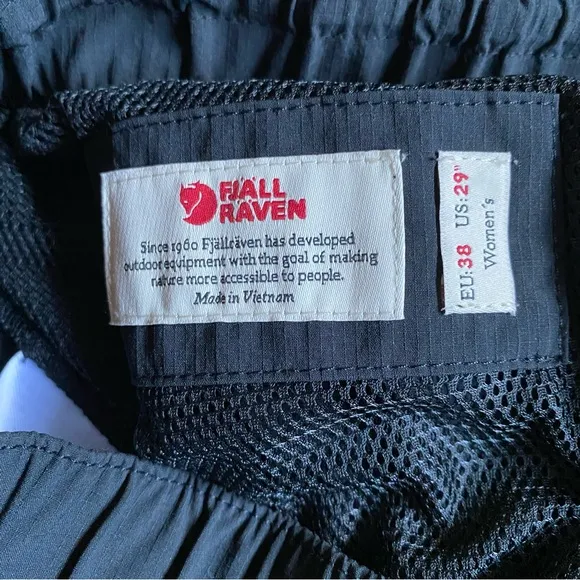 FJÄLL
RÄVEN
Since 1960 Fjällräven has developed
outdoor equipment with the goal of making
nature more accessible to people.
Made in Vietnam
EU:38 US:29"
Women's